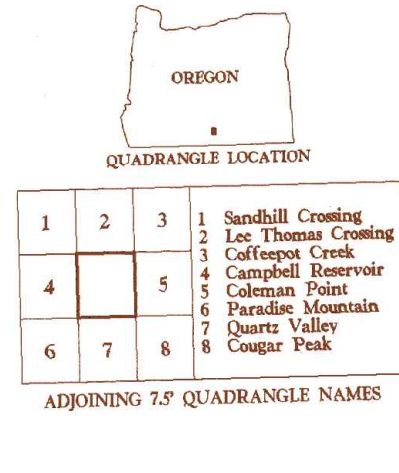 OREGON
QUADRANGLE LOCATION
1 2 3
4 5
6 7 8
1 Sandhill Crossing
2 Lee Thomas Crossing
3 Coffeepot Creek
4 Campbell Reservoir
5 Coleman Point
6 Paradise Mountain
7 Quartz Valley
8 Cougar Peak
ADJOINING 7.5' QUADRANGLE NAMES